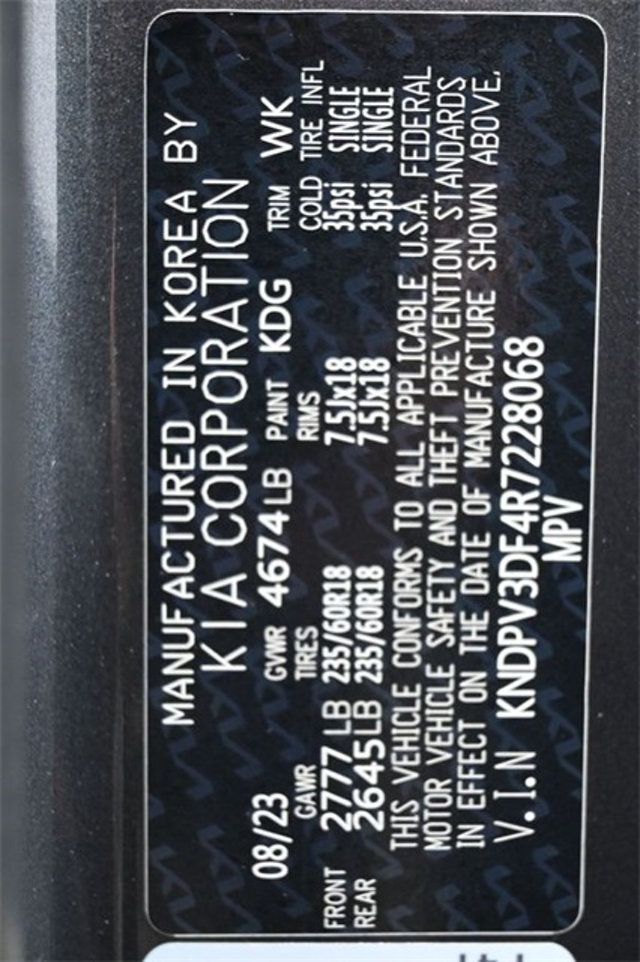 MANUFACTURED IN KOREA BY
KIA CORPORATION
08/23 GVWR 4674LB PAINT KDG TRIM WK
GAWR TIRES RIMS COLD TIRE INFL
FRONT 2777 LB 235/60R18 7.5Jx18 35psi SINGLE
REAR 2645LB 235/60R18 7.5Jx18 35psi SINGLE
THIS VEHICLE CONFORMS TO ALL APPLICABLE U.S.A. FEDERAL
MOTOR VEHICLE SAFETY AND THEFT PREVENTION STANDARDS
IN EFFECT ON THE DATE OF MANUFACTURE SHOWN ABOVE.
V.I.N KNDPV3DF4R7228068
MPV